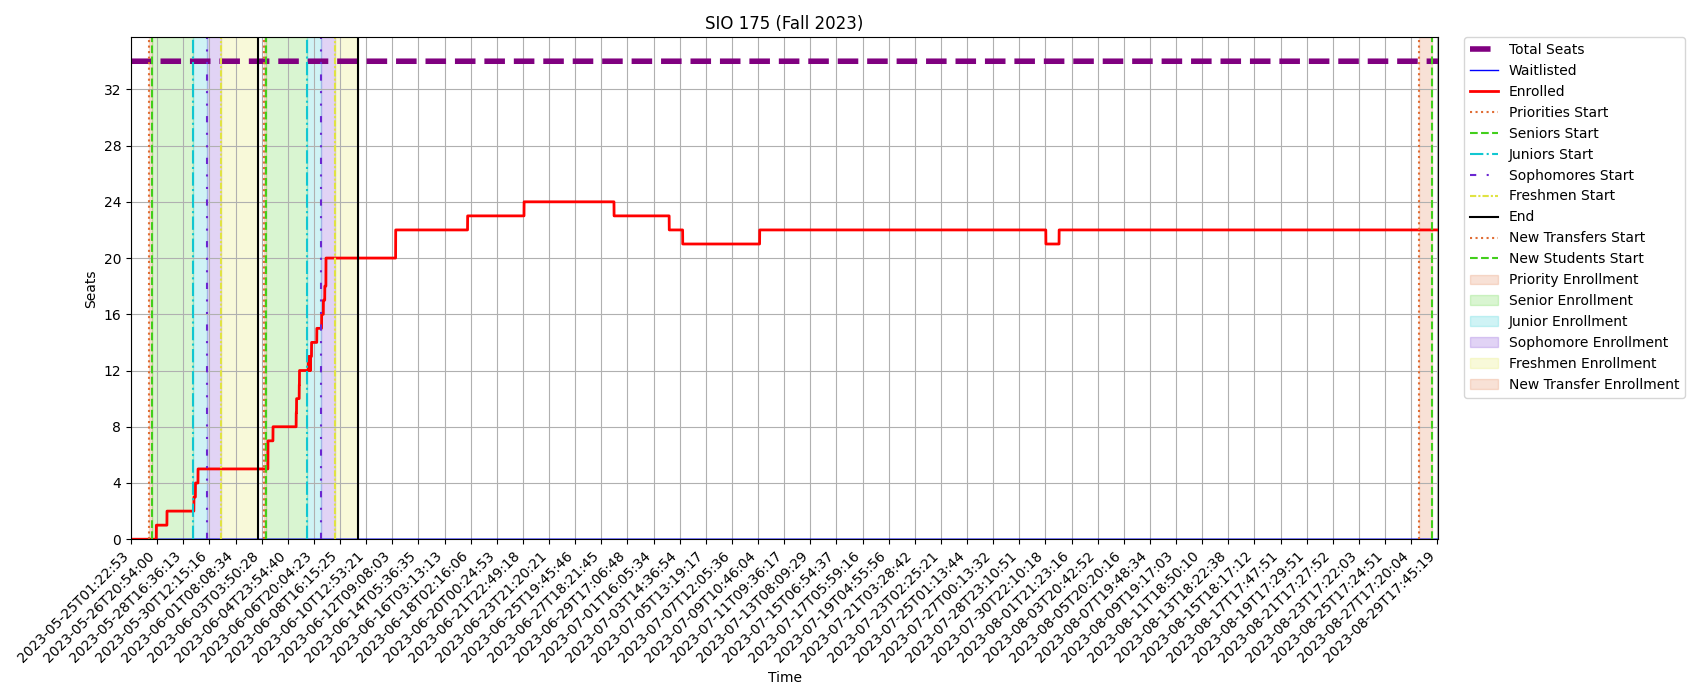 SIO 175 (Fall 2023)
Seats
32
28
24
20
16
12
8
4
0
2023-05-25T01:22:53
2023-05-26T20:54:00
2023-05-28T16:36:13
2023-05-30T12:15:16
2023-06-01T08:08:34
2023-06-03T03:50:28
2023-06-04T23:54:40
2023-06-06T20:04:23
2023-06-08T16:15:25
2023-06-10T12:53:21
2023-06-12T09:08:03
2023-06-14T05:36:35
2023-06-16T03:13:13
2023-06-18T02:16:06
2023-06-20T00:24:53
2023-06-21T22:49:18
2023-06-23T21:20:21
2023-06-25T19:45:46
2023-06-27T18:21:45
2023-06-29T17:06:48
2023-07-01T16:05:34
2023-07-03T14:36:54
2023-07-05T13:19:17
2023-07-07T12:05:36
2023-07-09T10:46:04
2023-07-11T09:36:17
2023-07-13T08:09:29
2023-07-15T06:54:37
2023-07-17T05:59:16
2023-07-19T04:55:56
2023-07-21T03:28:42
2023-07-23T02:25:21
2023-07-25T01:13:44
2023-07-27T00:13:32
2023-07-28T23:10:51
2023-07-30T22:10:18
2023-08-01T21:23:16
2023-08-03T20:42:52
2023-08-05T20:20:16
2023-08-07T19:48:34
2023-08-09T19:17:03
2023-08-11T18:50:10
2023-08-13T18:22:38
2023-08-15T18:17:12
2023-08-17T17:47:51
2023-08-19T17:29:51
2023-08-21T17:27:52
2023-08-23T17:22:03
2023-08-25T17:24:51
2023-08-27T17:20:04
2023-08-29T17:45:19
Time
Total Seats
Waitlisted
Enrolled
Priorities Start
Seniors Start
Juniors Start
Sophomores Start
Freshmen Start
End
New Transfers Start
New Students Start
Priority Enrollment
Senior Enrollment
Junior Enrollment
Sophomore Enrollment
Freshmen Enrollment
New Transfer Enrollment